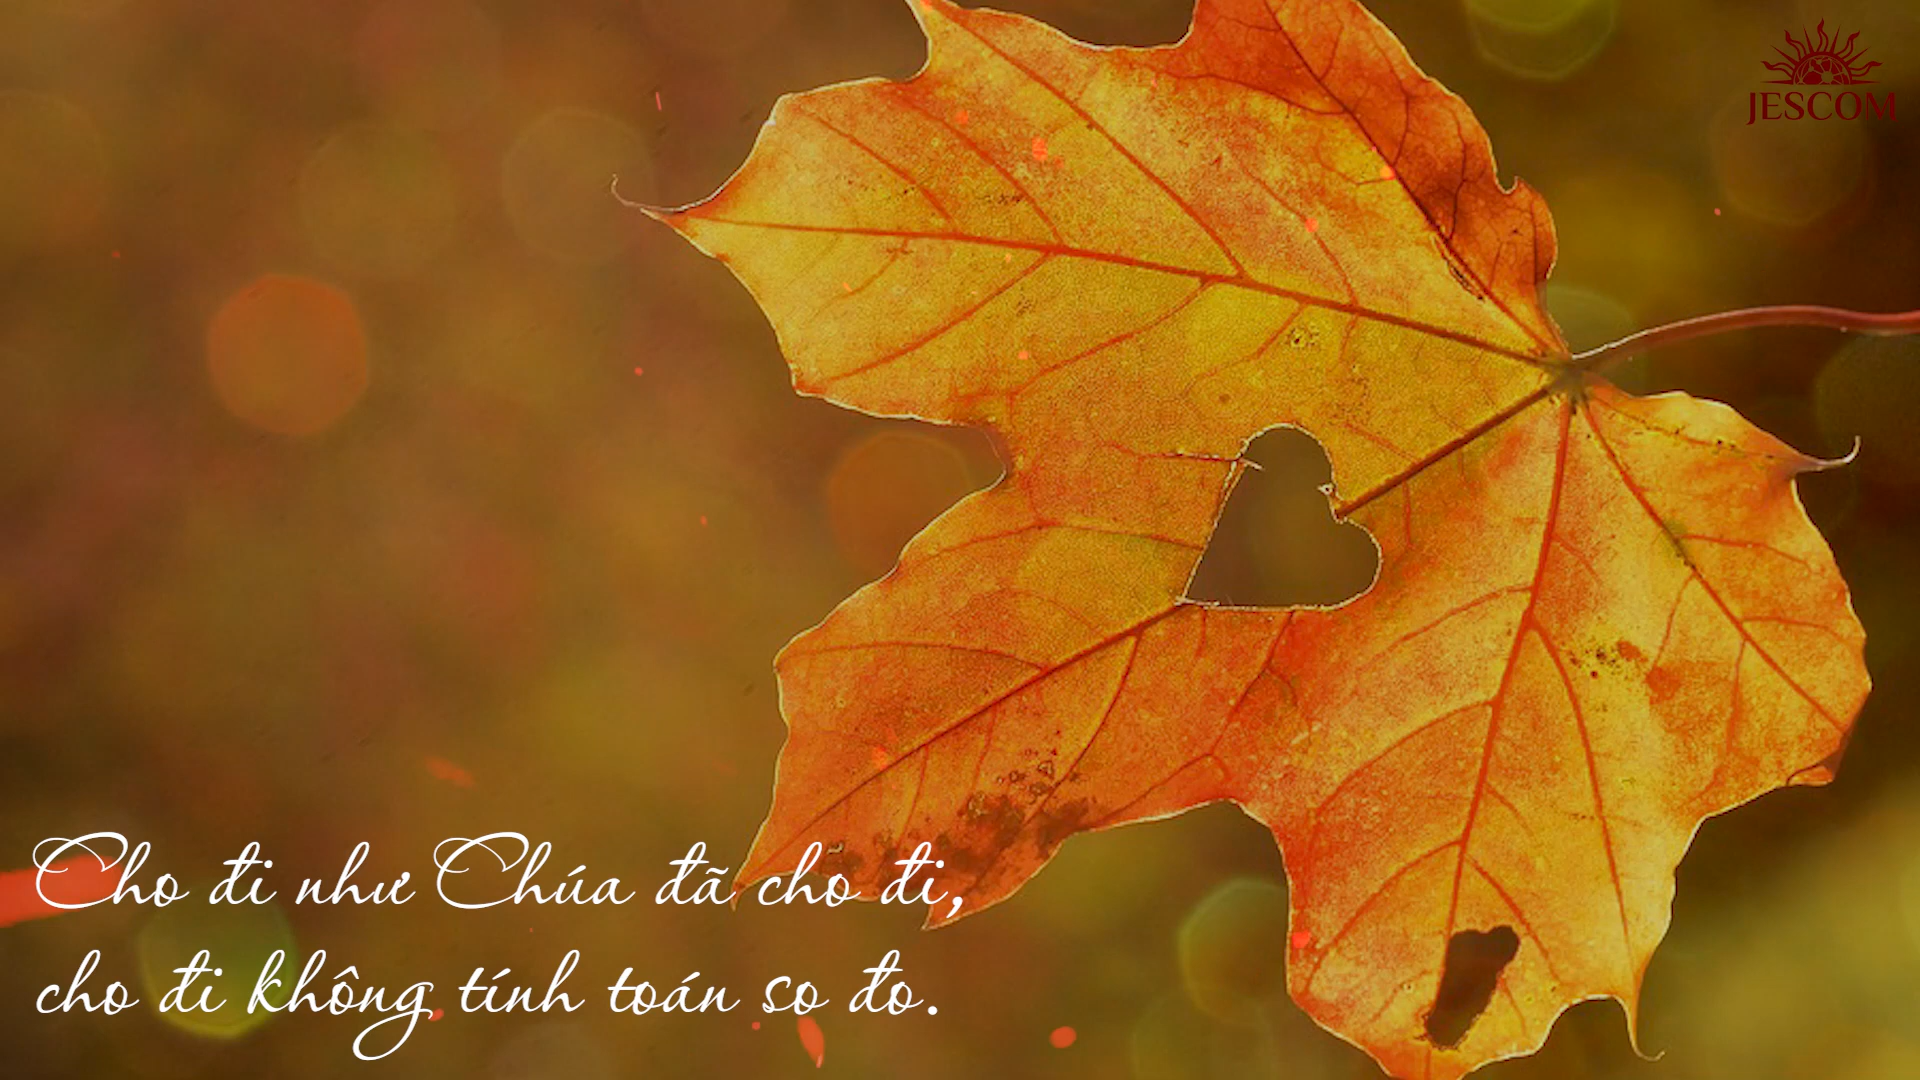 JESCOM
Cho đi như Chúa đã cho đi,
cho đi không tính toán so đo.